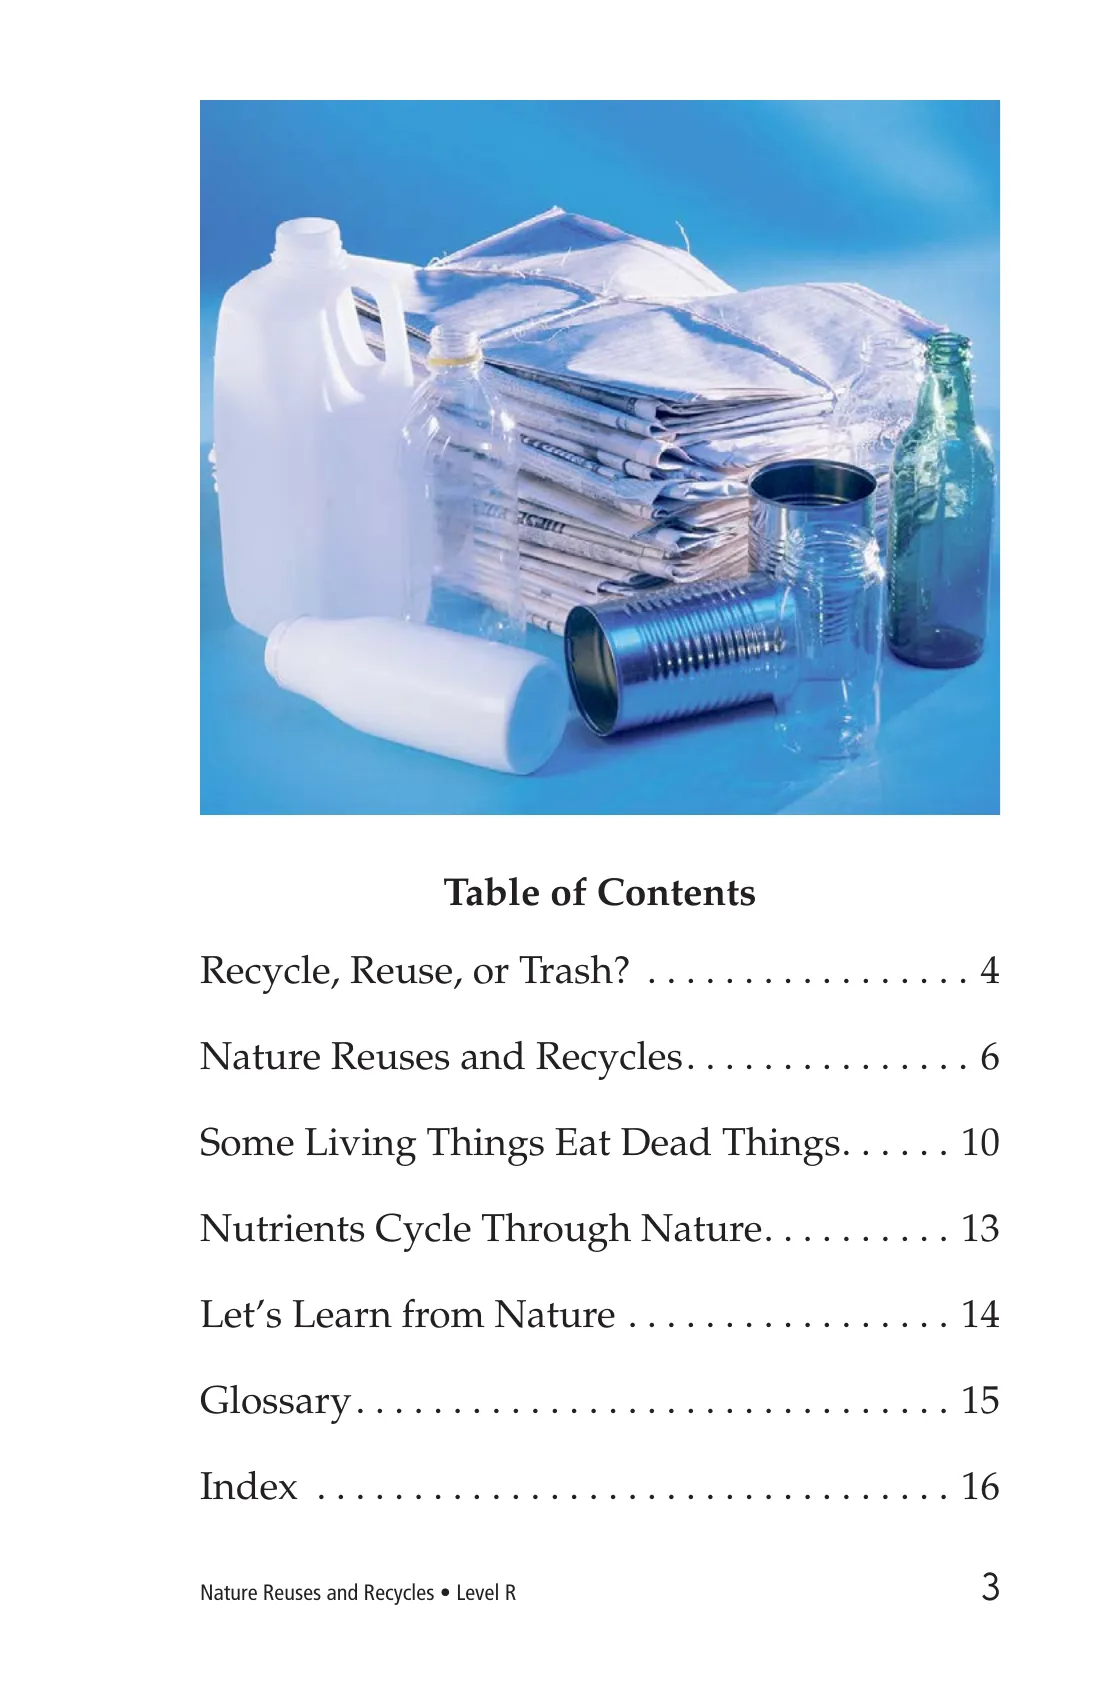 Table of Contents
Recycle, Reuse, or Trash? . . . . . . . . . . . . . . . . . 4
Nature Reuses and Recycles. . . . . . . . . . . . . . . 6
Some Living Things Eat Dead Things. . . . . . 10
Nutrients Cycle Through Nature. . . . . . . . . . 13
Let’s Learn from Nature . . . . . . . . . . . . . . . . . 14
Glossary . . . . . . . . . . . . . . . . . . . . . . . . . . . . . . . 15
Index . . . . . . . . . . . . . . . . . . . . . . . . . . . . . . . . . 16
Nature Reuses and Recycles • Level R 3